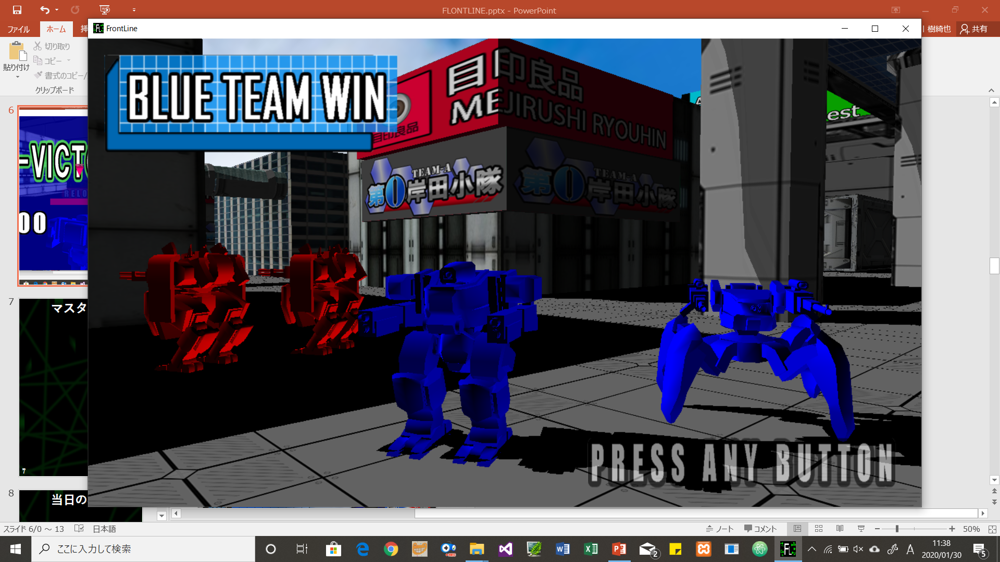 FLONTLINE.pptx - PowerPoint
ファイル
ホーム
挿
樹綺也
共有
FrontLine
切り取り
コピー
書式のコピー/
貼り付け
クリップボード
BLUE TEAM WIN
目印良品
MEJIRUSHI RYOUHIN
目印良品
est
TEAM-A
第0岸田小隊
TEAM-A
第0岸田小隊
6
-VICT
RELO
00
7
マスタ
7
8
当日の
PRESS ANY BUTTON
スライド 6/0 ～ 13
日本語
ノート
コメント
50%
ここに入力して検索
REC
2
A
11:38
2020/01/30
5